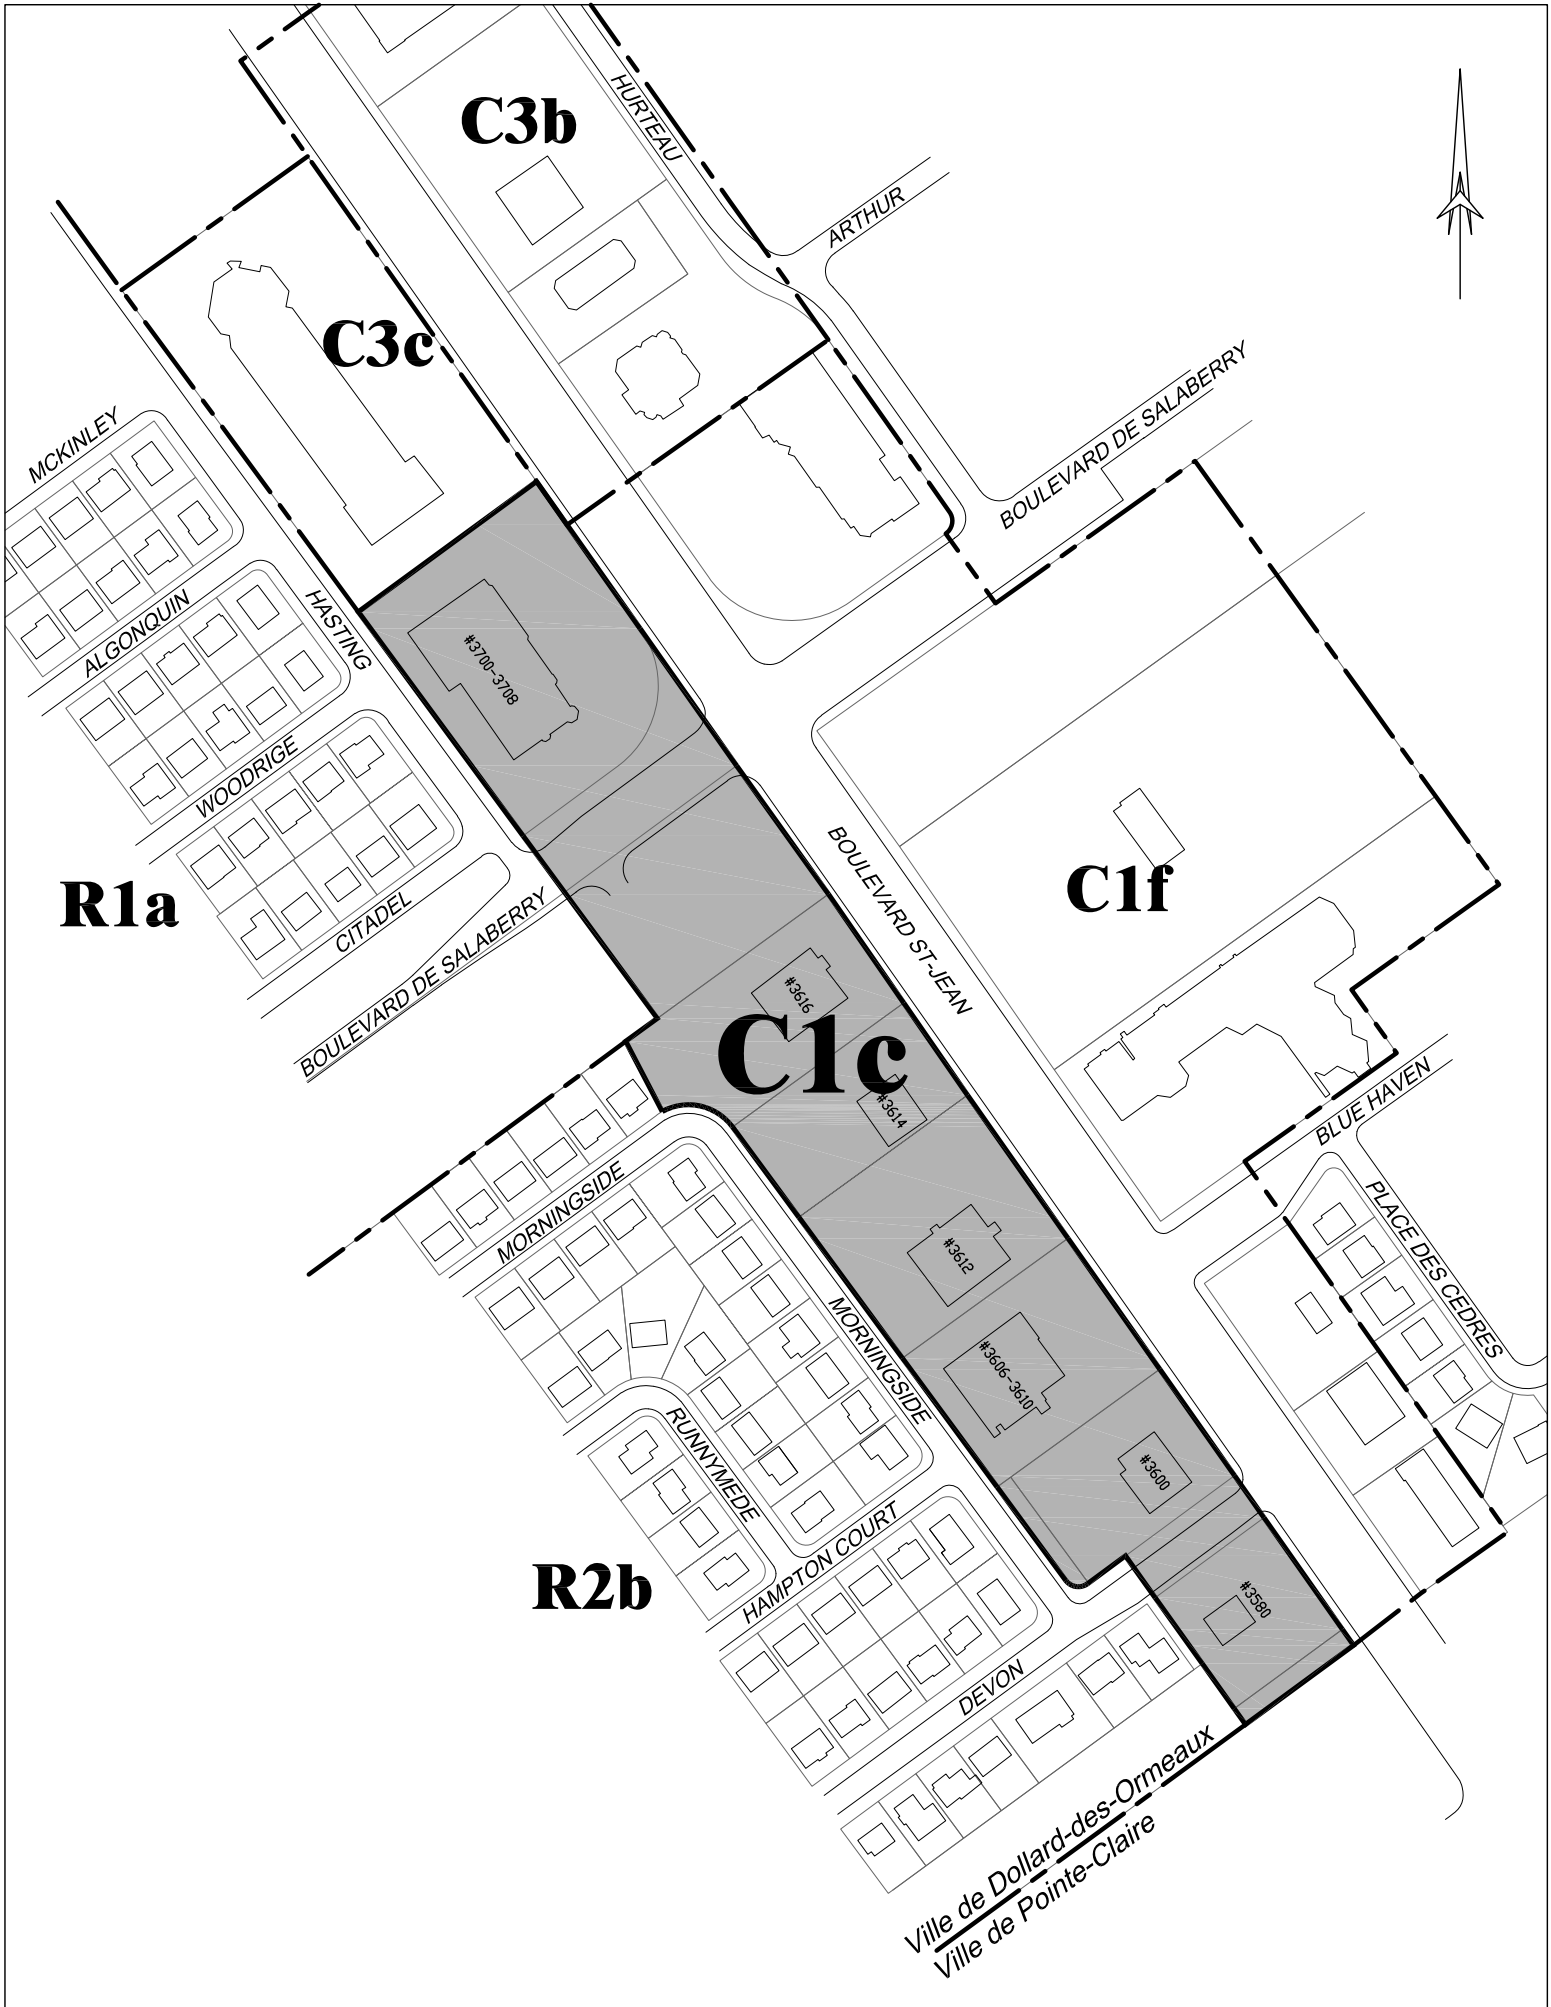 C3b
HURTEAU
ARTHUR
C3c
BOULEVARD DE SALABERRY
MCKINLEY
ALGONQUIN
HASTING
#3700-3708
WOODRIGE
R1a
CITADEL
BOULEVARD DE SALABERRY
BOULEVARD ST-JEAN
C1f
#3616
C1c
#3614
BLUE HAVEN
MORNINGSIDE
PLACE DES CEDRES
#3612
MORNINGSIDE
#3606-3610
RUNNYMEDE
#3600
HAMPTON COURT
R2b
#3580
DEVON
Ville de Dollard-des-Ormeaux
Ville de Pointe-Claire